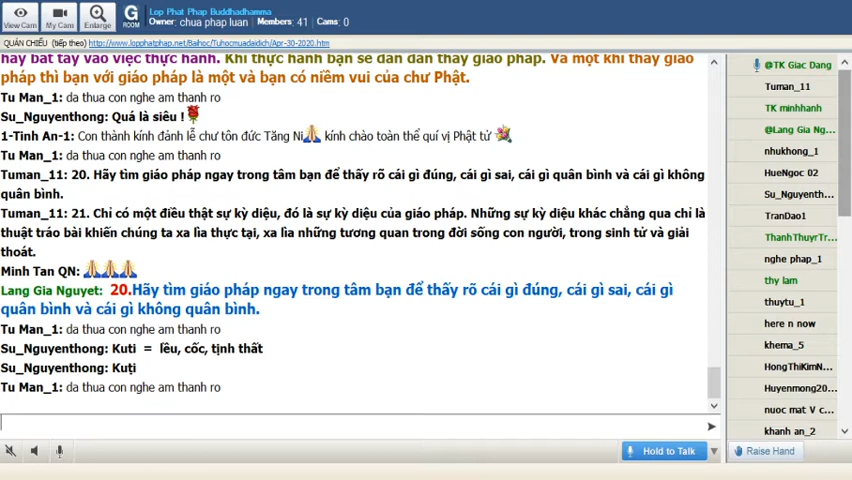 Lop Phat Phap Buddhadhamma
Owner: chua phap luan Members: 41 Cams: 0
View Cam My Cam Enlarge G ROOM
QUÁN CHIẾU (tiếp theo) http://www.lopphatphap.net/Baihoc/Tuhocmuadaidich/Apr-30-2020.htm
hãy bắt tay vào việc thực hành. Khi thực hành bạn sẽ dần dần thấy giáo pháp. Và một khi thấy giáo
pháp thì bạn với giáo pháp là một và bạn có niềm vui của chư Phật.
Tu Man_1: da thua con nghe am thanh ro
Su_Nguyenthong: Quá là siêu !
1-Tinh An-1: Con thành kính đảnh lễ chư tôn đức Tăng Ni kính chào toàn thể quí vị Phật tử
Tu Man_1: da thua con nghe am thanh ro
Tuman_11: 20. Hãy tìm giáo pháp ngay trong tâm bạn để thấy rõ cái gì đúng, cái gì sai, cái gì quân bình và cái gì không
quân bình.
Tuman_11: 21. Chỉ có một điều thật sự kỳ diệu, đó là sự kỳ diệu của giáo pháp. Những sự kỳ diệu khác chẳng qua chỉ là
thuật tráo bài khiến chúng ta xa lìa thực tại, xa lìa những tương quan trong đời sống con người, trong sinh tử và giải
thoát.
Minh Tan QN:
Lang Gia Nguyet: 20.Hãy tìm giáo pháp ngay trong tâm bạn để thấy rõ cái gì đúng, cái gì sai, cái gì
quân bình và cái gì không quân bình.
Tu Man_1: da thua con nghe am thanh ro
Su_Nguyenthong: Kuti = lều, cốc, tịnh thất
Su_Nguyenthong: Kuṭi
Tu Man_1: da thua con nghe am thanh ro
@TK Giac Dang
Tuman_11
TK minhhanh
@Lang Gia Ng...
nhukhong_1
HueNgoc 02
Su_Nguyenth...
TranDao1
ThanhThuyrTr...
nghe phap_1
thy lam
thuytu_1
here n now
khema_5
HongThiKimN...
Huyenmong20...
nuoc mat V c...
khanh an_2
Hold to Talk
Raise Hand